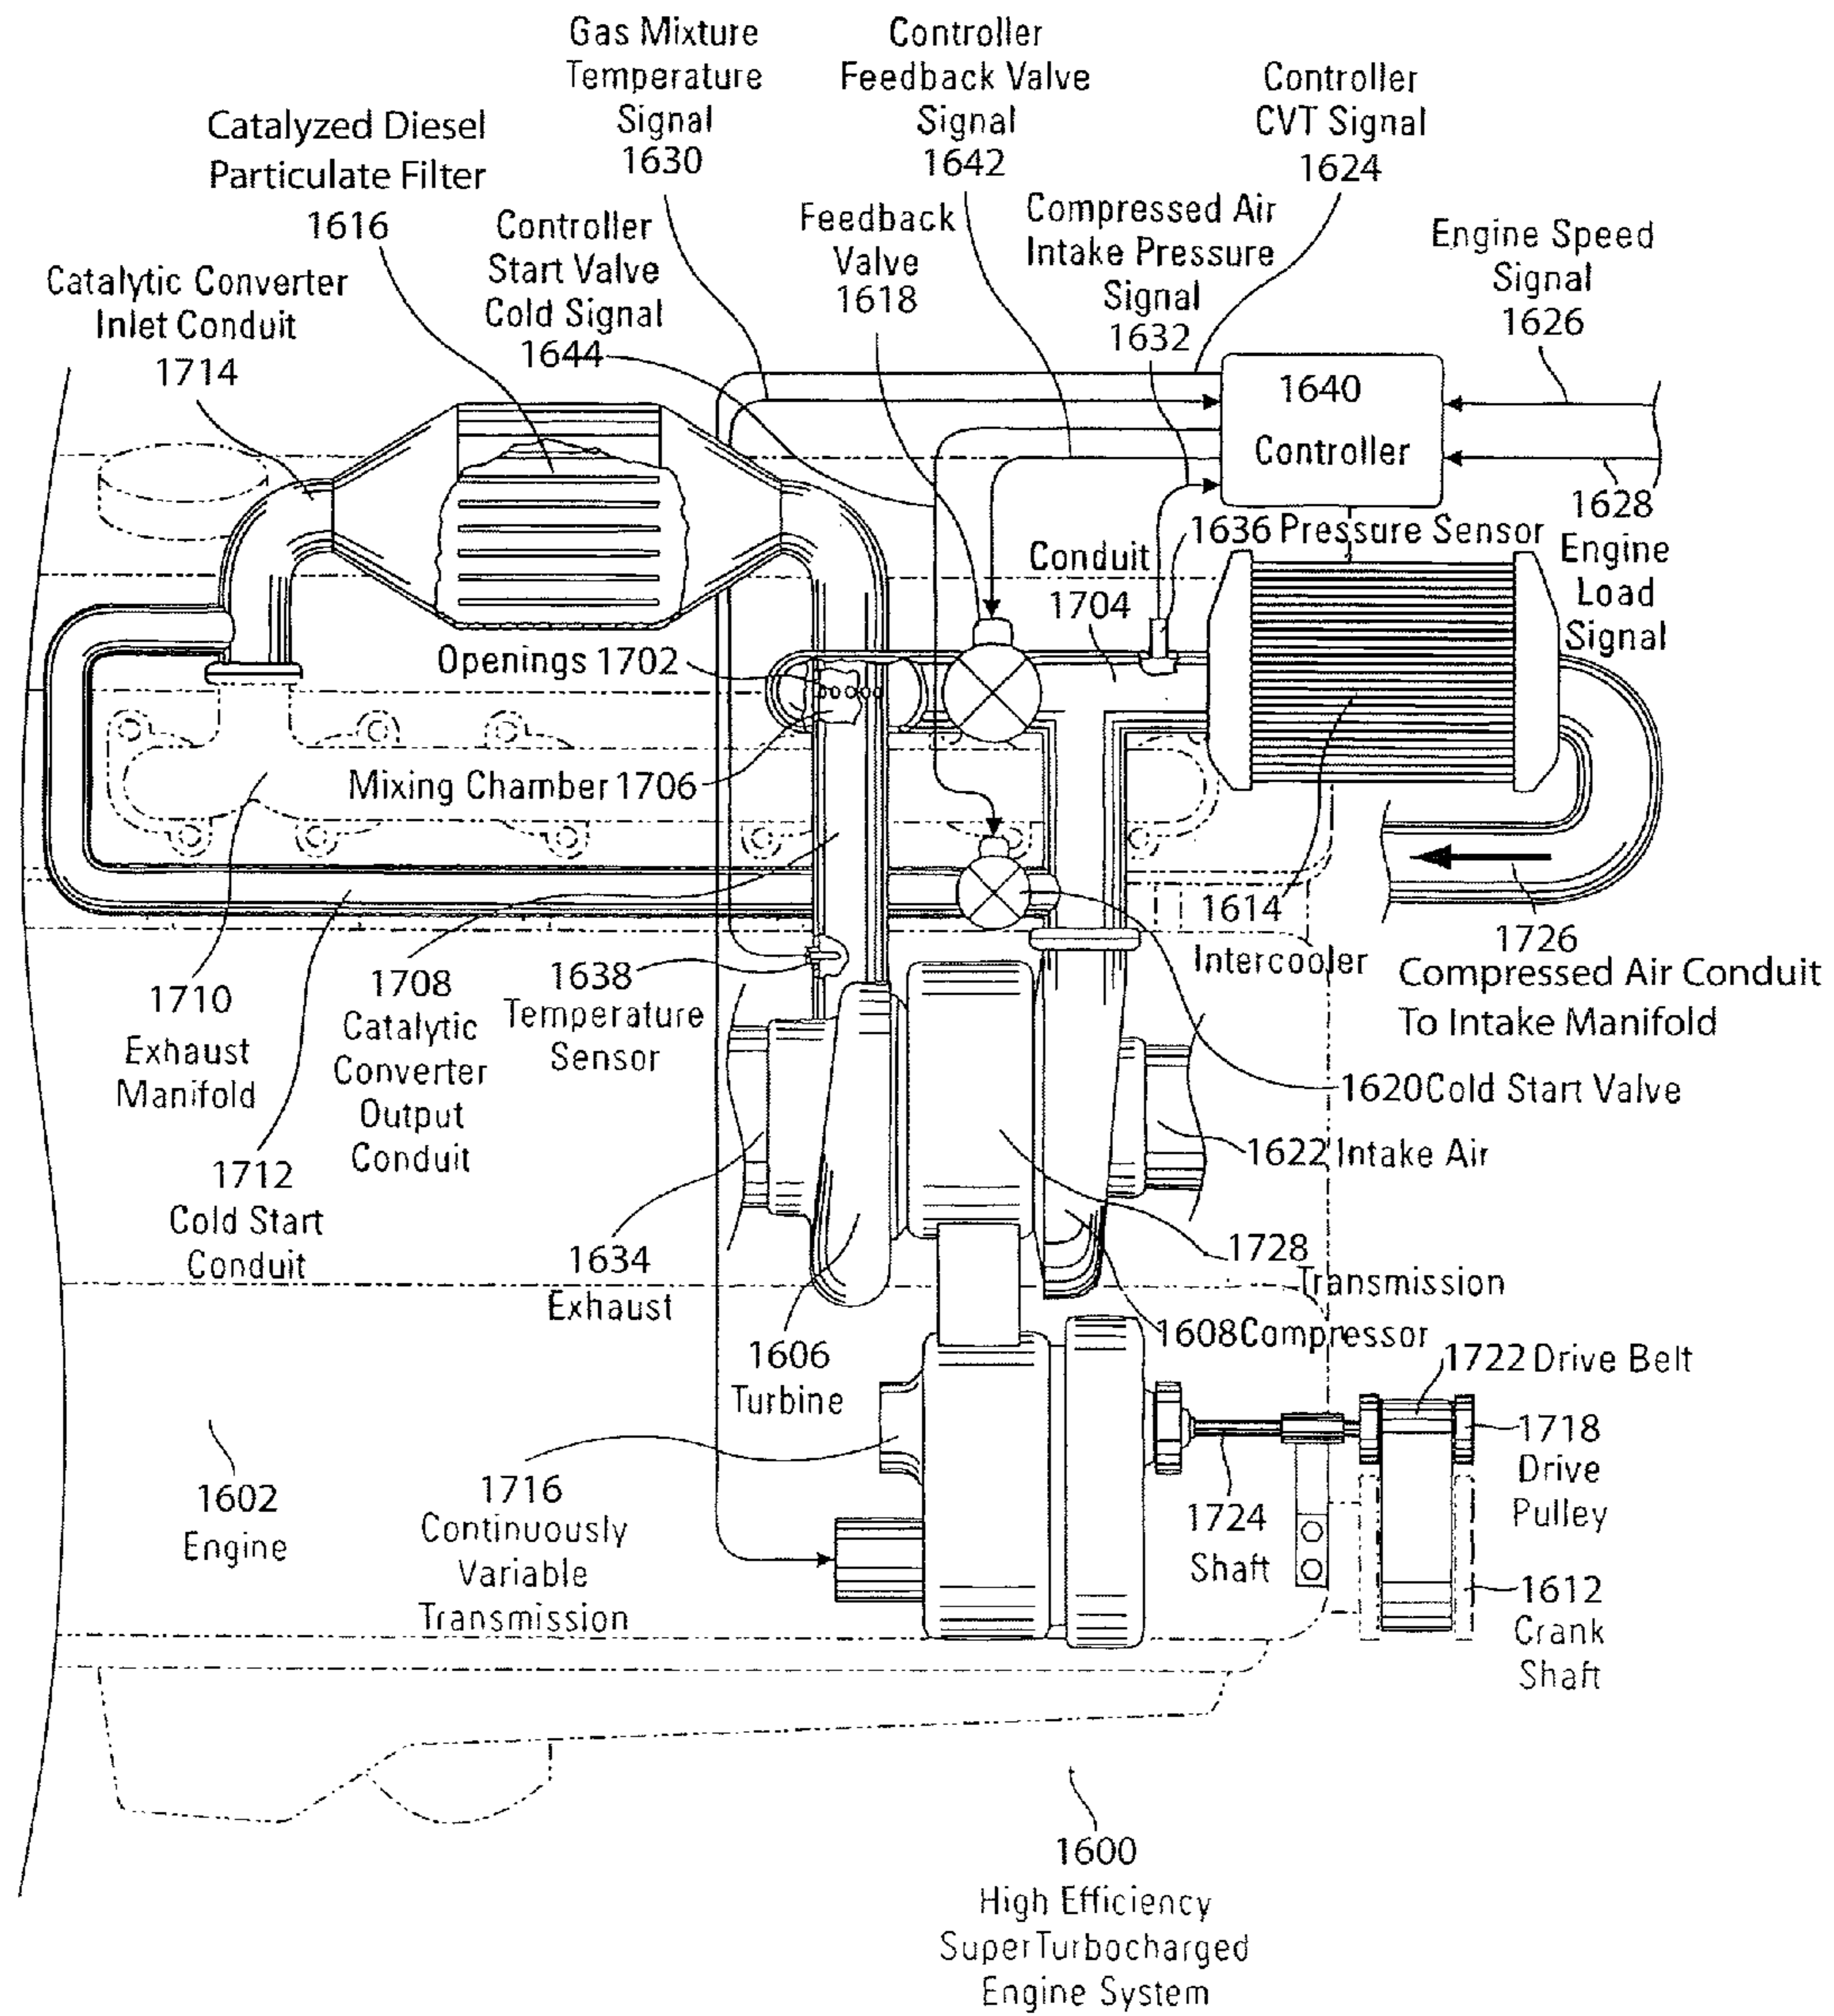 Gas Mixture
Temperature
Signal
1630
Controller
Feedback Valve
Signal
1642
Controller
CVT Signal
1624
Catalyzed Diesel
Particulate Filter
1616
Controller
Start Valve
Cold Signal
1644
Feedback
Valve
1618
Compressed Air
Intake Pressure
Signal
1632
Engine Speed
Signal
1626
Catalytic Converter
Inlet Conduit
1714
1640
Controller
1628
Engine
Load
Signal
1636 Pressure Sensor
Conduit
1704
Openings 1702
Mixing Chamber 1706
1614
Intercooler
1726
Compressed Air Conduit
To Intake Manifold
1710
Exhaust
Manifold
1708
Catalytic
Converter
Output
Conduit
1638
Temperature
Sensor
1620 Cold Start Valve
1622 Intake Air
1712
Cold Start
Conduit
1634
Exhaust
1728
Transmission
1606
Turbine
1608 Compressor
1722 Drive Belt
1718
Drive
Pulley
1602
Engine
1716
Continuously
Variable
Transmission
1724
Shaft
1612
Crank
Shaft
1600
High Efficiency
SuperTurbocharged
Engine System